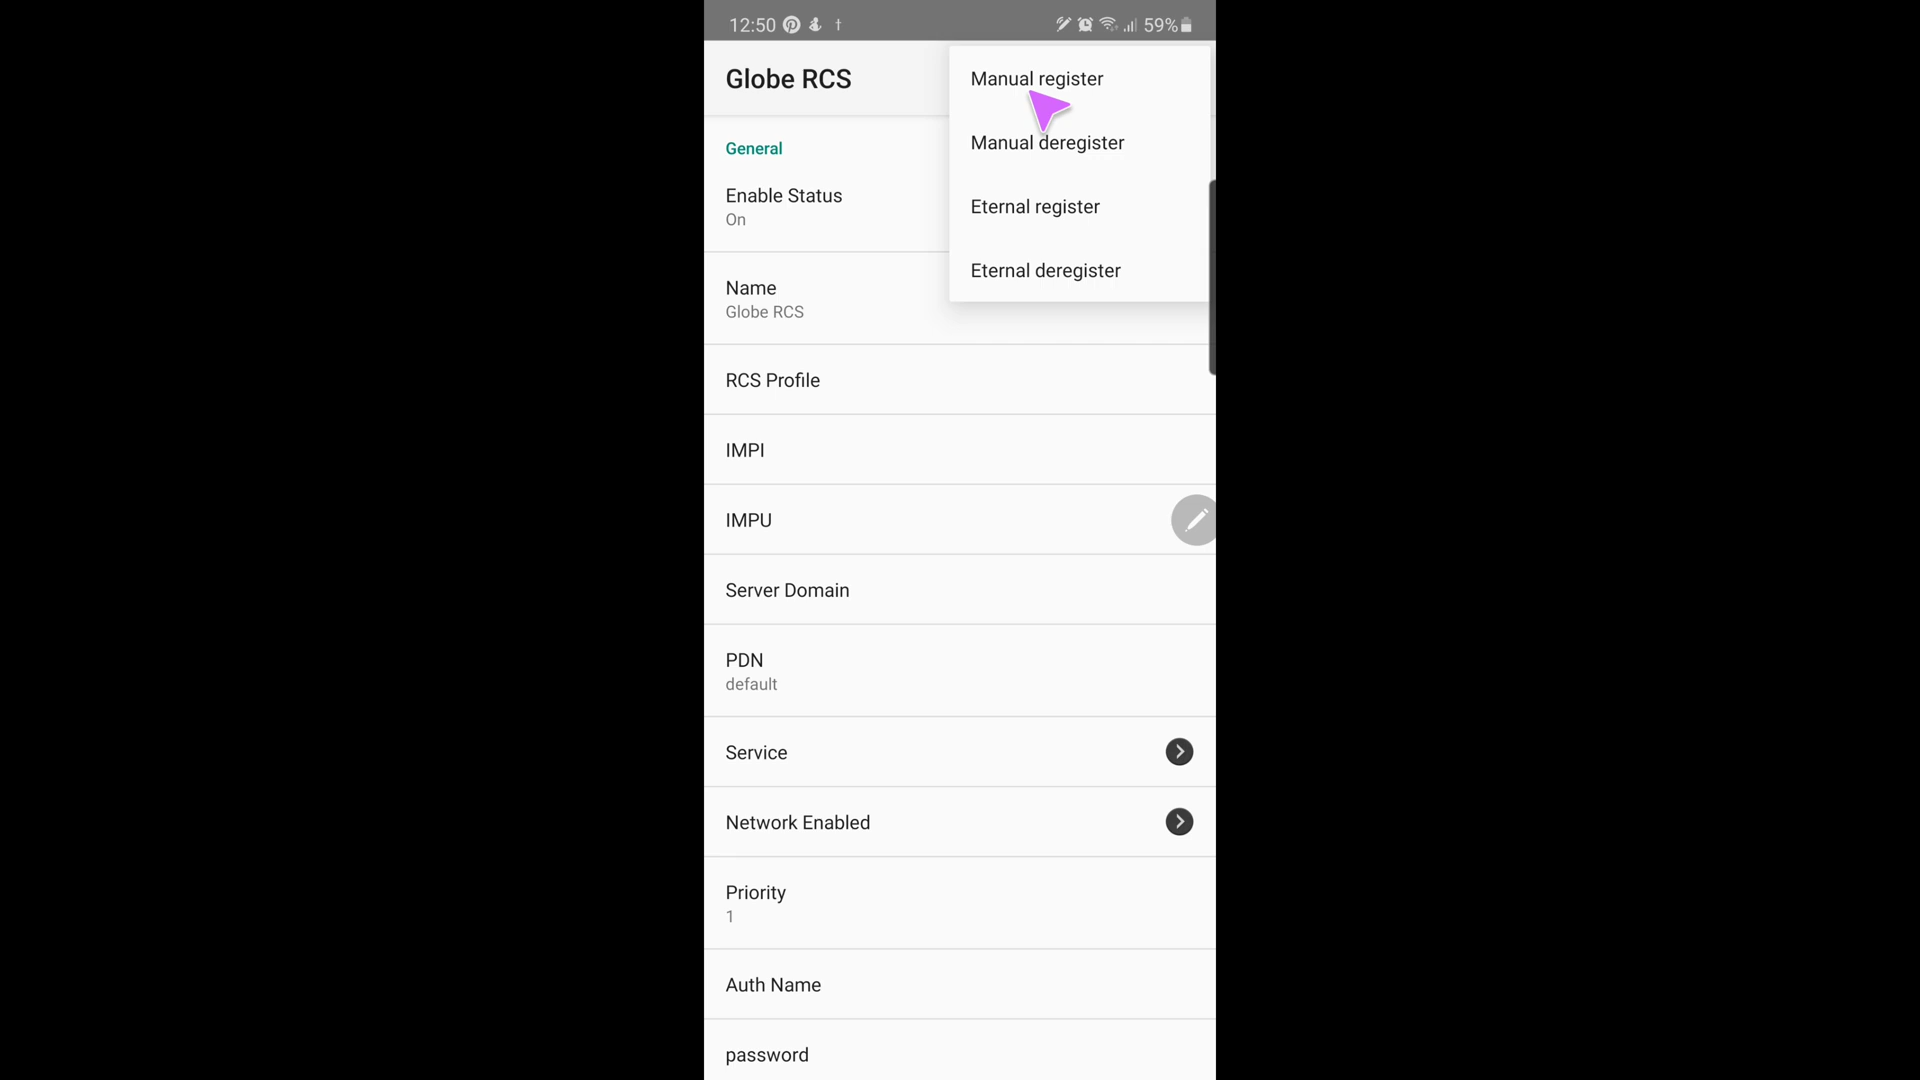 12:50
59%
Globe RCS
Manual register
Manual deregister
Eternal register
Eternal deregister
General
Enable Status
On
Name
Globe RCS
RCS Profile
IMPI
IMPU
Server Domain
PDN
default
Service
Network Enabled
Priority
1
Auth Name
password